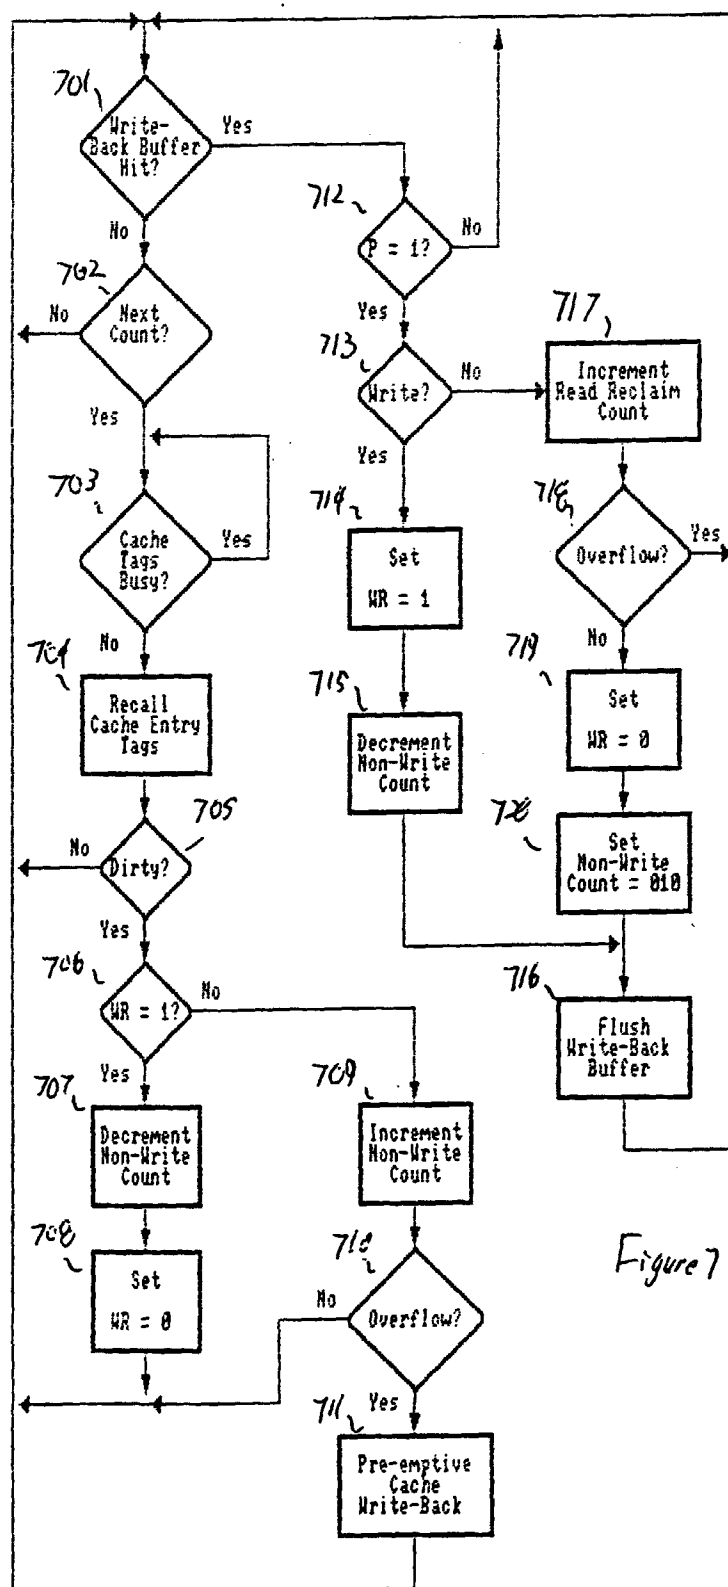 701
Write-
Back Buffer
Hit?
Yes
No
702
Next
Count?
No
Yes
703
Cache
Tags
Busy?
Yes
No
704
Recall
Cache Entry
Tags
705
Dirty?
No
Yes
706
WR = 1?
No
Yes
707
Decrement
Non-Write
Count
708
Set
WR = 0
709
Increment
Non-Write
Count
710
Overflow?
No
Yes
711
Pre-emptive
Cache
Write-Back
712
P = 1?
No
Yes
713
Write?
No
Yes
714
Set
WR = 1
715
Decrement
Non-Write
Count
717
Increment
Read Reclaim
Count
718
Overflow?
Yes
No
719
Set
WR = 0
720
Set
Non-Write
Count = 010
716
Flush
Write-Back
Buffer
Figure 7